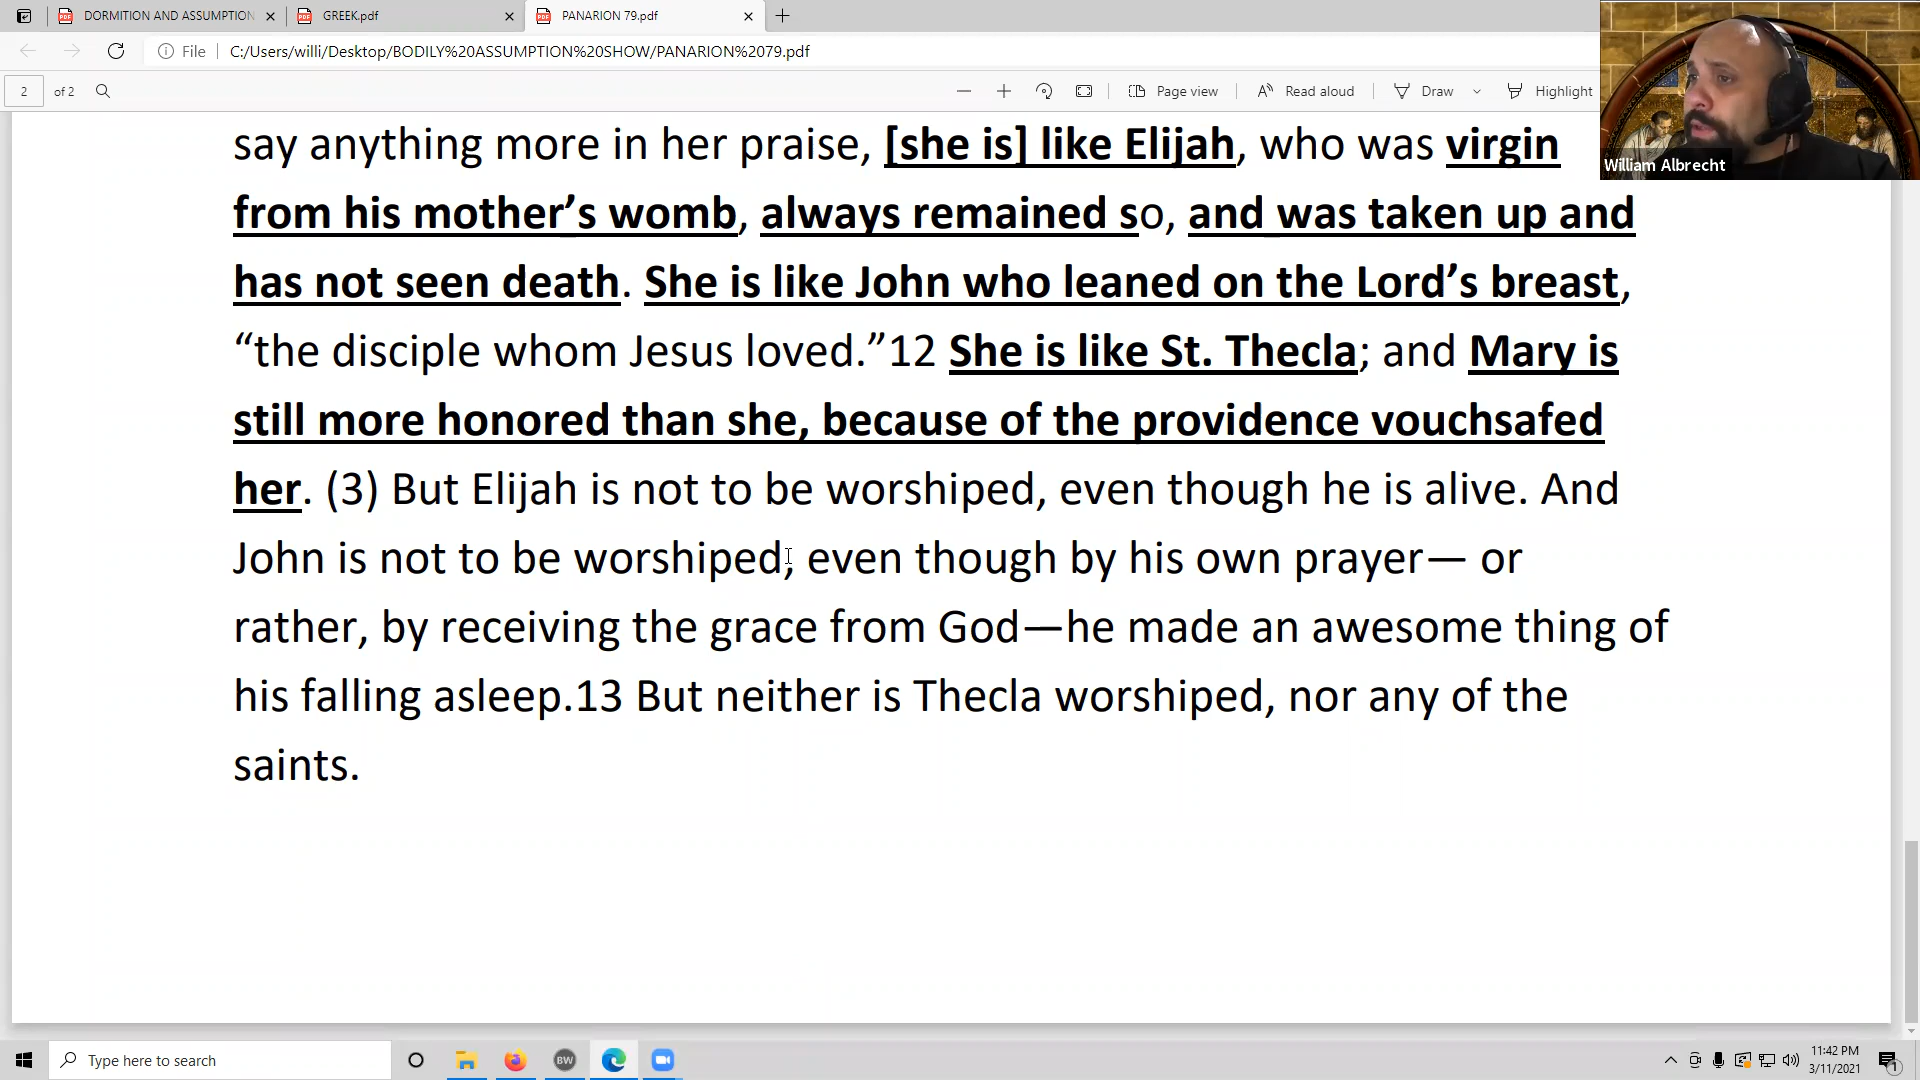 DORMITION AND ASSUMPTION
GREEK.pdf
PANARION 79.pdf
File
C:/Users/willi/Desktop/BODILY%20ASSUMPTION%20SHOW/PANARION%2079.pdf
2 of 2
Page view
Read aloud
Draw
Highlight
William Albrecht
say anything more in her praise, [she is] like Elijah, who was virgin
from his mother’s womb, always remained so, and was taken up and
has not seen death. She is like John who leaned on the Lord’s breast,
“the disciple whom Jesus loved.”12 She is like St. Thecla; and Mary is
still more honored than she, because of the providence vouchsafed
her. (3) But Elijah is not to be worshiped, even though he is alive. And
John is not to be worshiped, even though by his own prayer— or
rather, by receiving the grace from God—he made an awesome thing of
his falling asleep.13 But neither is Thecla worshiped, nor any of the
saints.
Type here to search
BW
11:42 PM
3/11/2021
1